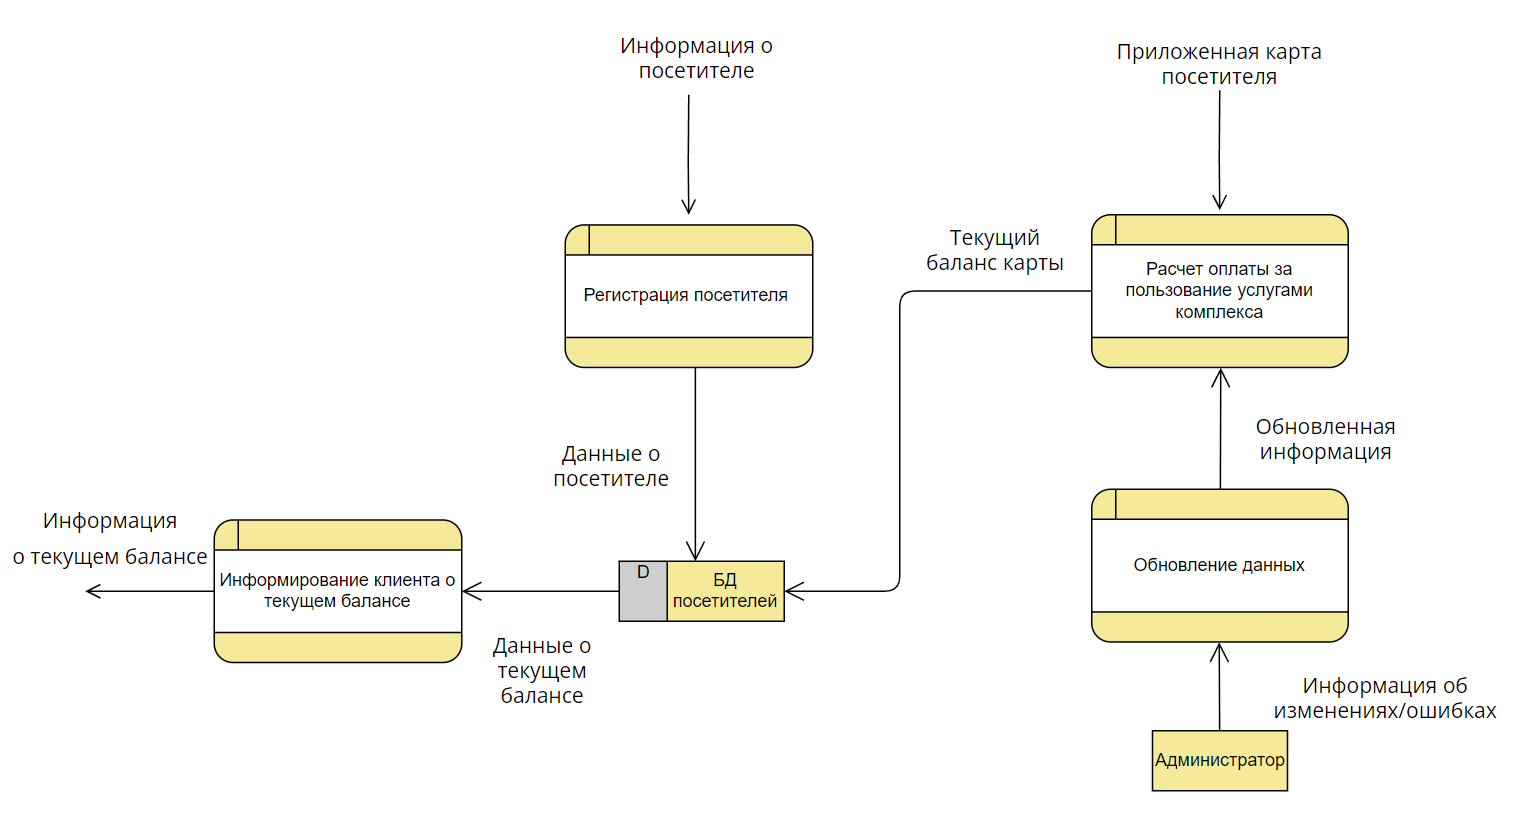 Информация о
посетителе
Приложенная карта
посетителя
Текущий
баланс карты
Регистрация посетителя
Расчет оплаты за
пользование услугами
комплекса
Данные о
посетителе
Обновленная
информация
Информация
о текущем балансе
Информирование клиента о
текущем балансе
D
БД
посетителей
Обновление данных
Данные о
текущем
балансе
Информация об
изменениях/ошибках
Администратор